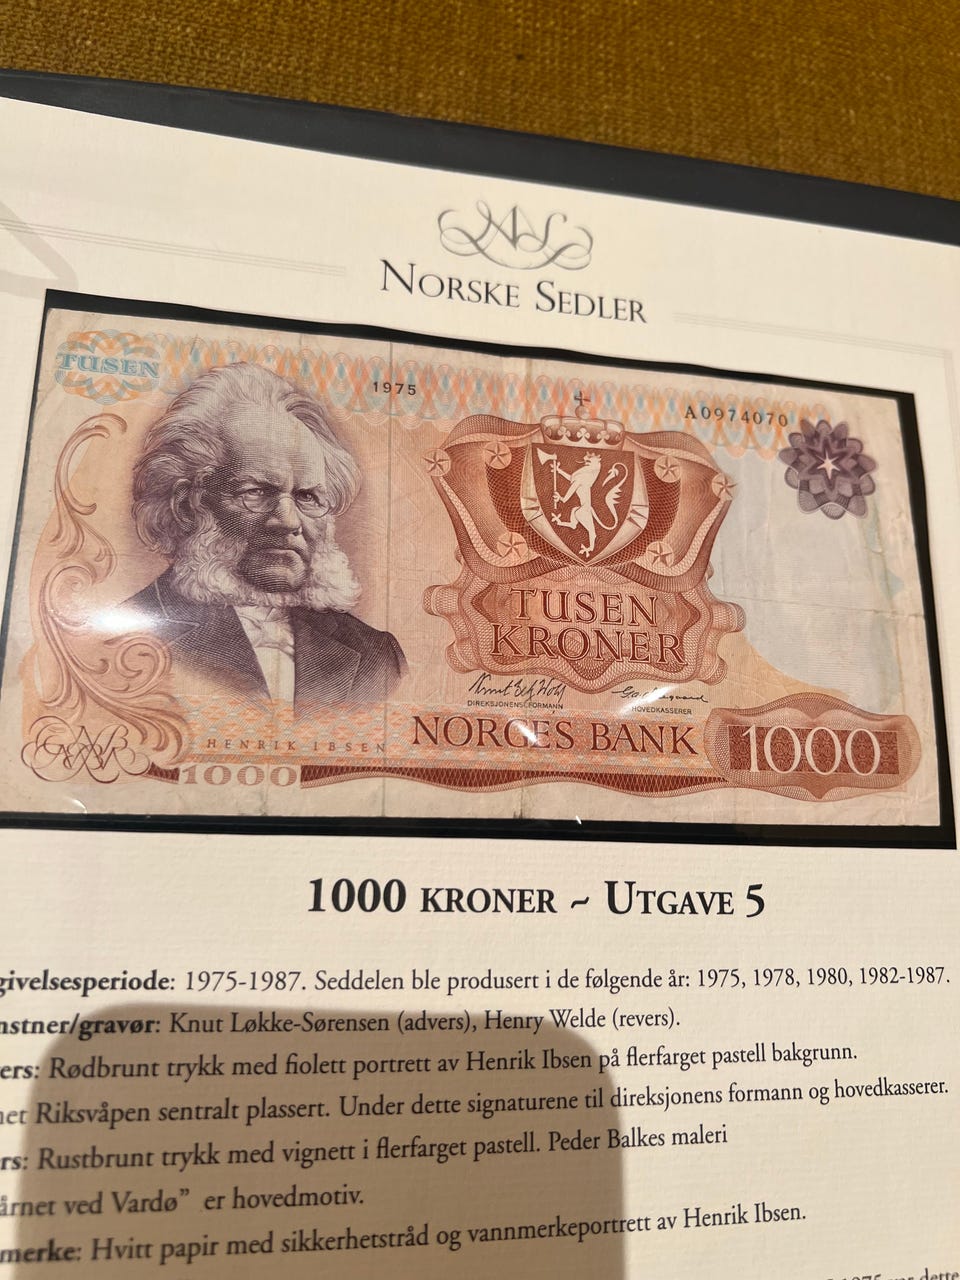 NORSKE SEDLER
TUSEN
1975
A0974070
TUSEN
KRONER
DIREKSJONENS FORMANN
HOVEDKASSERER
NORGES BANK
1000
HENRIK IBSEN
1000
1000 KRONER ~ UTGAVE 5
givelsesperiode: 1975-1987. Seddelen ble produsert i de følgende år: 1975, 1978, 1980, 1982-1987.
nstner/gravør: Knut Løkke-Sørensen (advers), Henry Welde (revers).
ers: Rødbrunt trykk med fiolett portrett av Henrik Ibsen på flerfarget pastell bakgrunn.
net Riksvåpen sentralt plassert. Under dette signaturene til direksjonens formann og hovedkasserer.
rs: Rustbrunt trykk med vignett i flerfarget pastell. Peder Balkes maleri
årnet ved Vardø” er hovedmotiv.
merke: Hvitt papir med sikkerhetstråd og vannmerkeportrett av Henrik Ibsen.